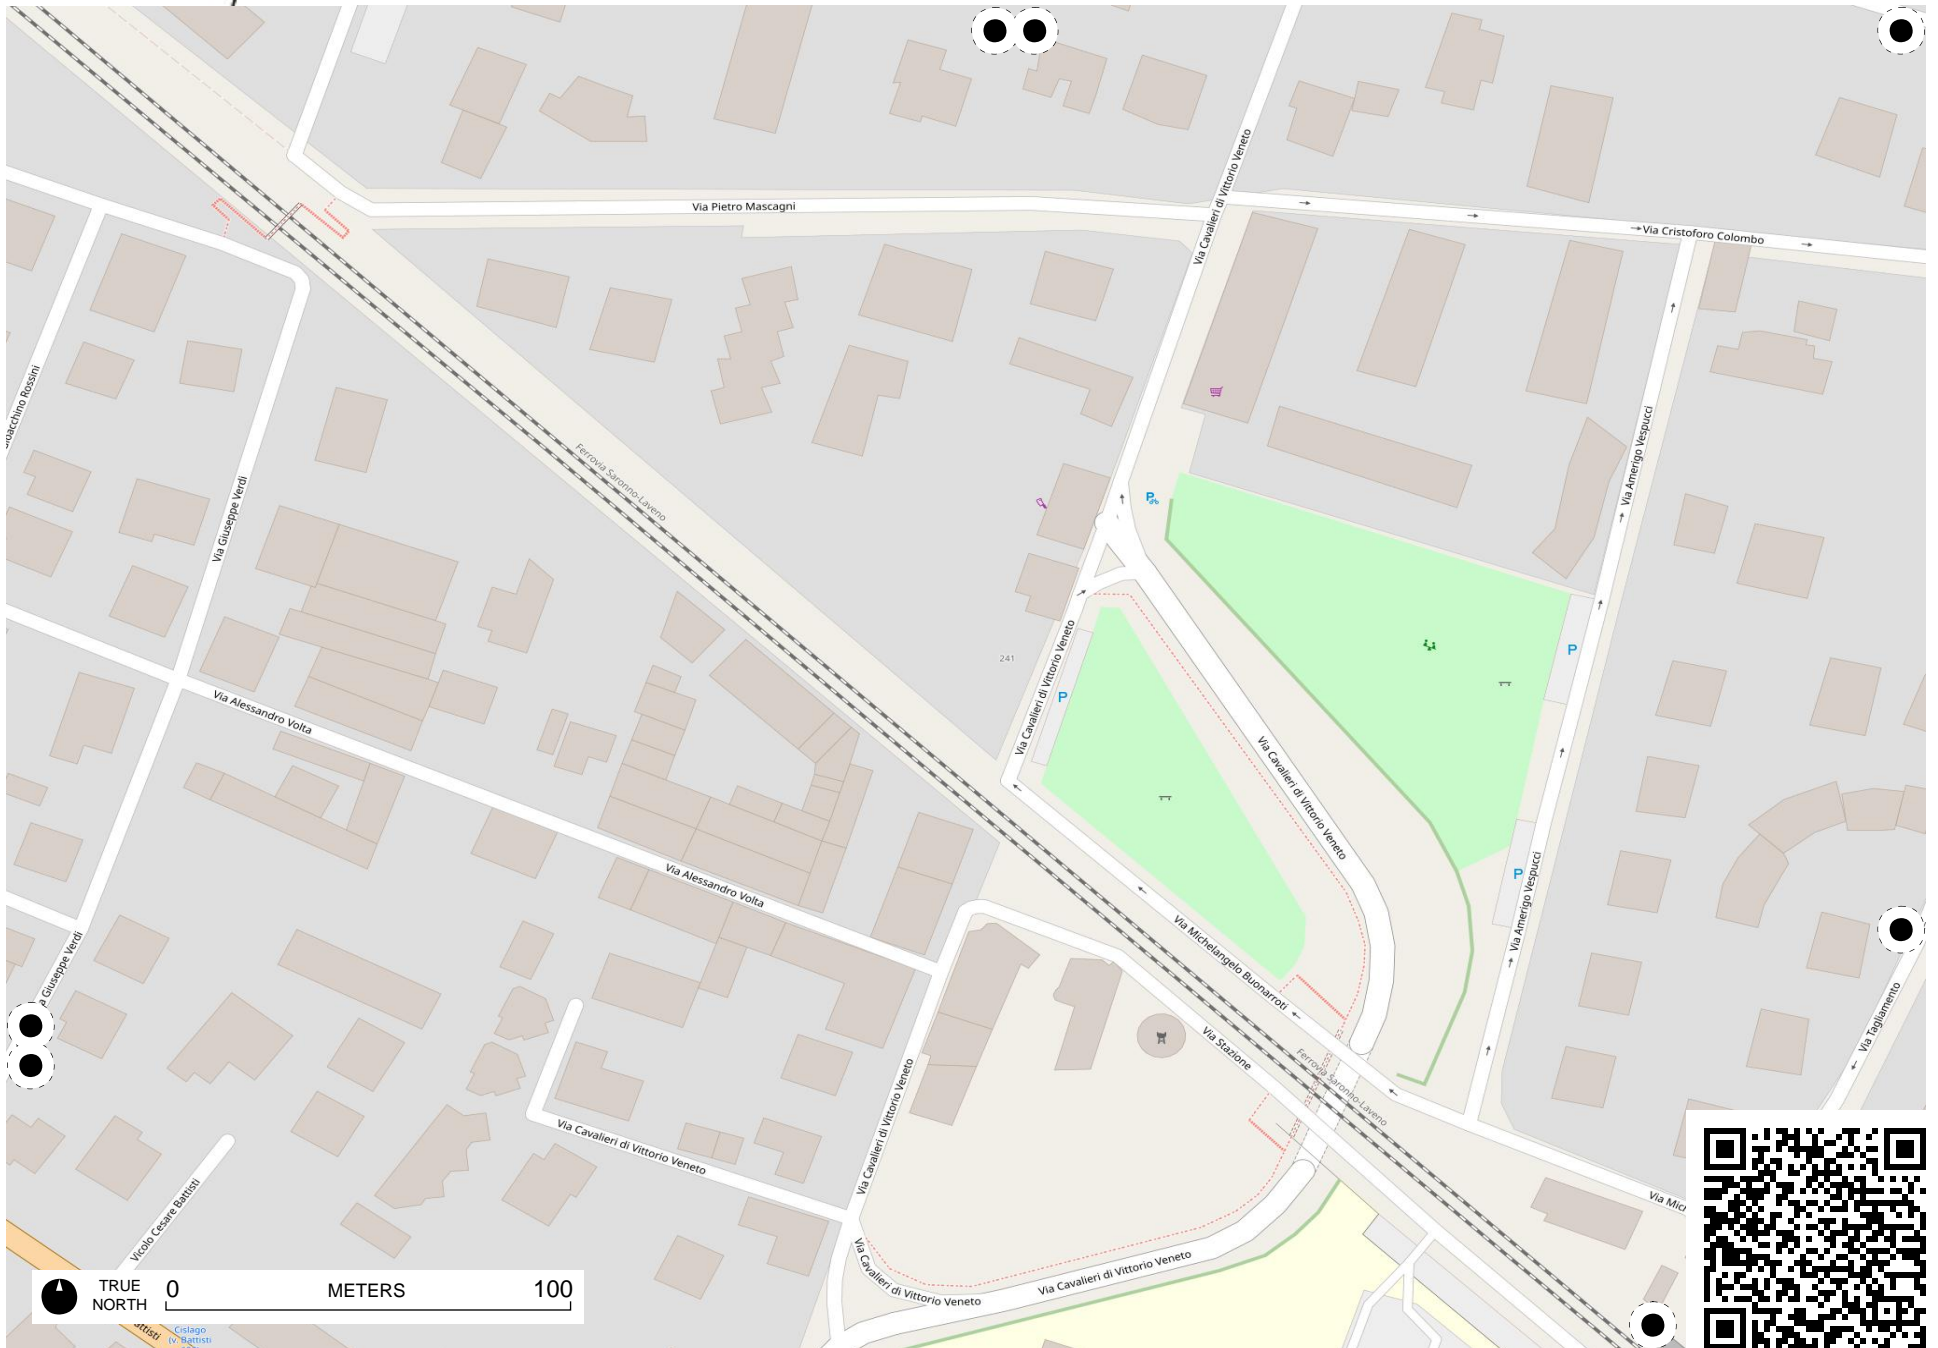 Via Cavalieri di Vittorio Veneto
Via Pietro Mascagni
Via Cristoforo Colombo
Via Giuseppe Verdi
Ferrovia Saronno-Laveno
Via Amerigo Vespucci
P
241
P
Via Cavalieri di Vittorio Veneto
P
Via Alessandro Volta
Via Cavalieri di Vittorio Veneto
Via Alessandro Volta
P
Via Amerigo Vespucci
Via Michelangelo Buonarroti
Giuseppe Verdi
Via Tagliamento
Via Stazione
Ferrovia Saronno-Laveno
Via Cavalieri di Vittorio Veneto
Via Cavalieri di Vittorio Veneto
Vicolo Cesare Battisti
Via Cavalieri di Vittorio Veneto
Via Cavalieri di Vittorio Veneto
TRUE
NORTH
0 METERS 100
Cislago
(v. Battisti